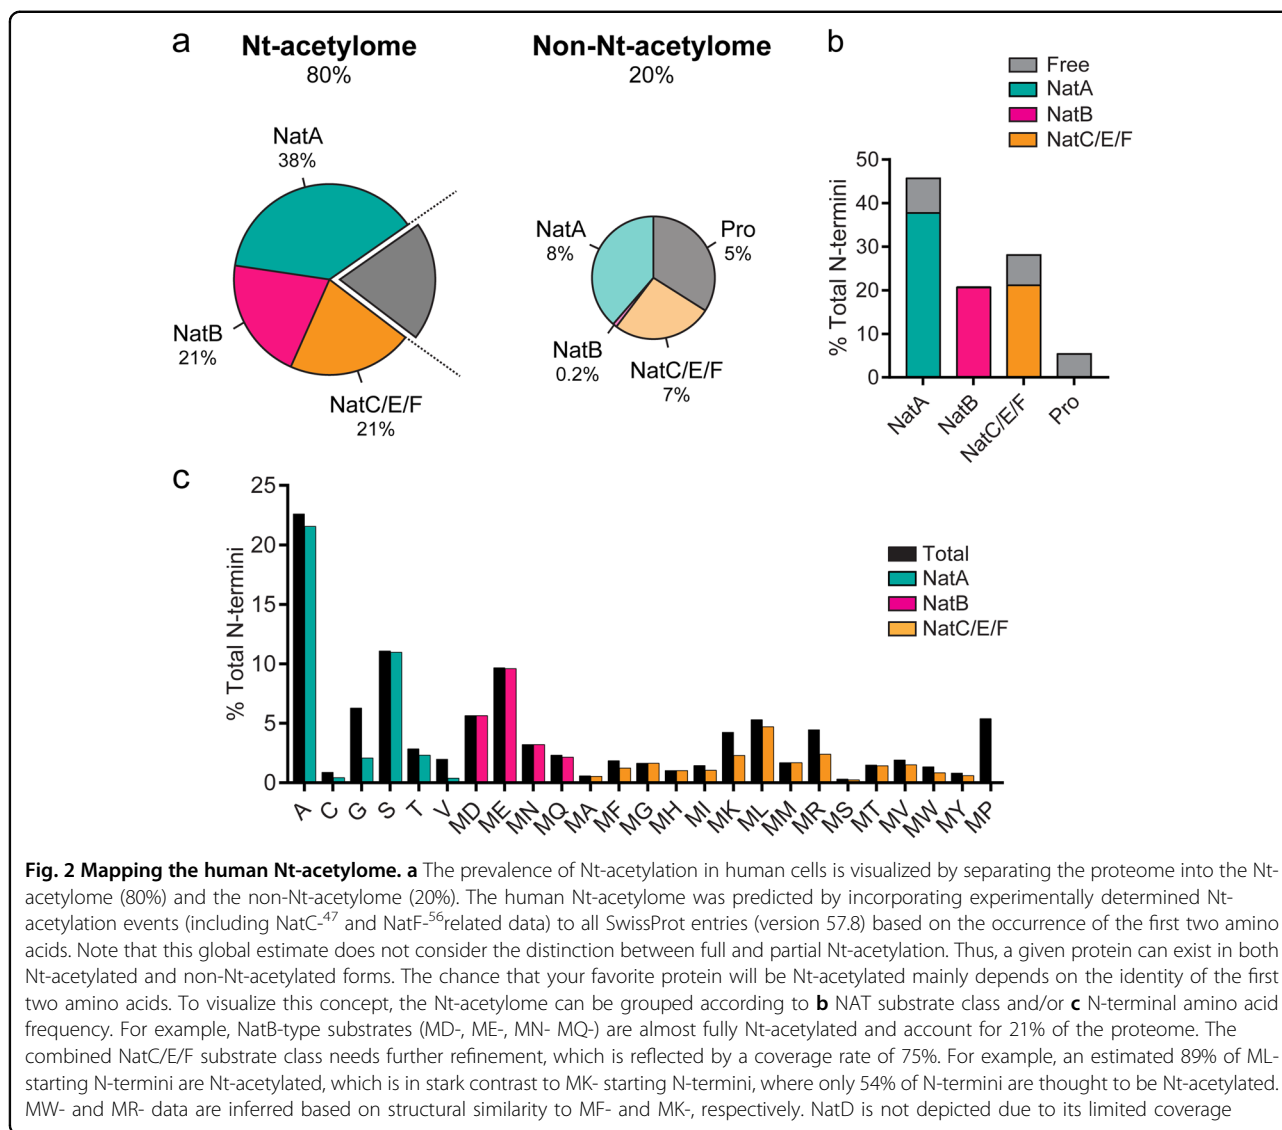 a
Nt-acetylome
80%
Non-Nt-acetylome
20%
NatA
38%
NatB
21%
NatC/E/F
21%
NatA
8%
Pro
5%
NatB
0.2%
NatC/E/F
7%
b
Free
NatA
NatB
NatC/E/F
% Total N-termini
50
40
30
20
10
0
NatA
NatB
NatC/E/F
Pro
c
% Total N-termini
25
20
15
10
5
0
Total
NatA
NatB
NatC/E/F
A
C
G
S
T
V
MD
ME
MN
MQ
MA
MF
MG
MH
MI
MK
ML
MM
MR
MS
MT
MV
MW
MY
MP
Fig. 2 Mapping the human Nt-acetylome. a The prevalence of Nt-acetylation in human cells is visualized by separating the proteome into the Nt-
acetylome (80%) and the non-Nt-acetylome (20%). The human Nt-acetylome was predicted by incorporating experimentally determined Nt-
acetylation events (including NatC-47 and NatF-56related data) to all SwissProt entries (version 57.8) based on the occurrence of the first two amino
acids. Note that this global estimate does not consider the distinction between full and partial Nt-acetylation. Thus, a given protein can exist in both
Nt-acetylated and non-Nt-acetylated forms. The chance that your favorite protein will be Nt-acetylated mainly depends on the identity of the first
two amino acids. To visualize this concept, the Nt-acetylome can be grouped according to b NAT substrate class and/or c N-terminal amino acid
frequency. For example, NatB-type substrates (MD-, ME-, MN- MQ-) are almost fully Nt-acetylated and account for 21% of the proteome. The
combined NatC/E/F substrate class needs further refinement, which is reflected by a coverage rate of 75%. For example, an estimated 89% of ML-
starting N-termini are Nt-acetylated, which is in stark contrast to MK- starting N-termini, where only 54% of N-termini are thought to be Nt-acetylated.
MW- and MR- data are inferred based on structural similarity to MF- and MK-, respectively. NatD is not depicted due to its limited coverage